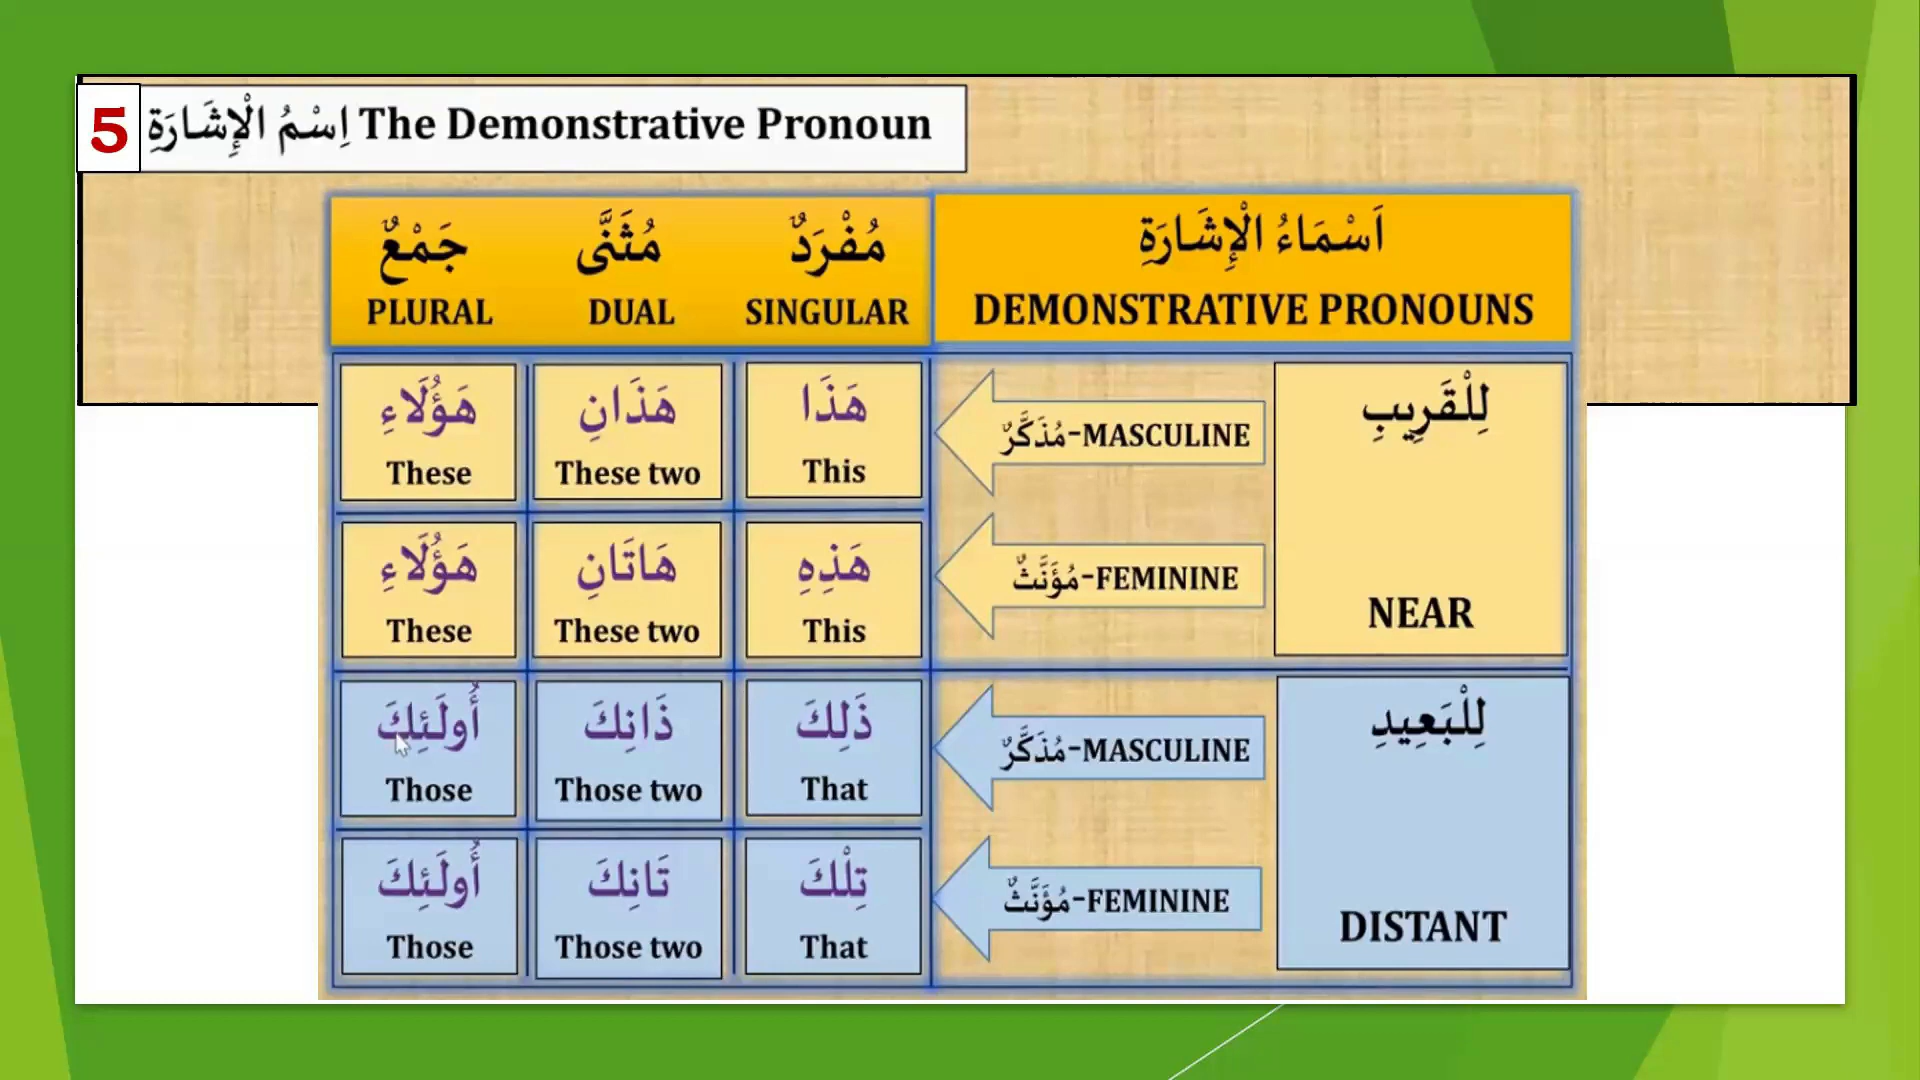 5
اِسْمُ الْإِشَارَةِ The Demonstrative Pronoun
اَسْمَاءُ الْإِشَارَةِ
DEMONSTRATIVE PRONOUNS
مُفْرَدٌ
SINGULAR
مُثَنَّى
DUAL
جَمْعٌ
PLURAL
لِلْقَرِيبِ
NEAR
مُذَكَّرٌ-MASCULINE
هَذَا
This
هَذَانِ
These two
هَؤُلَاءِ
These
مُؤَنَّثٌ-FEMININE
هَذِهِ
This
هَاتَانِ
These two
هَؤُلَاءِ
These
لِلْبَعِيدِ
DISTANT
مُذَكَّرٌ-MASCULINE
ذَلِكَ
That
ذَانِكَ
Those two
أُولَئِكَ
Those
مُؤَنَّثٌ-FEMININE
تِلْكَ
That
تَانِكَ
Those two
أُولَئِكَ
Those